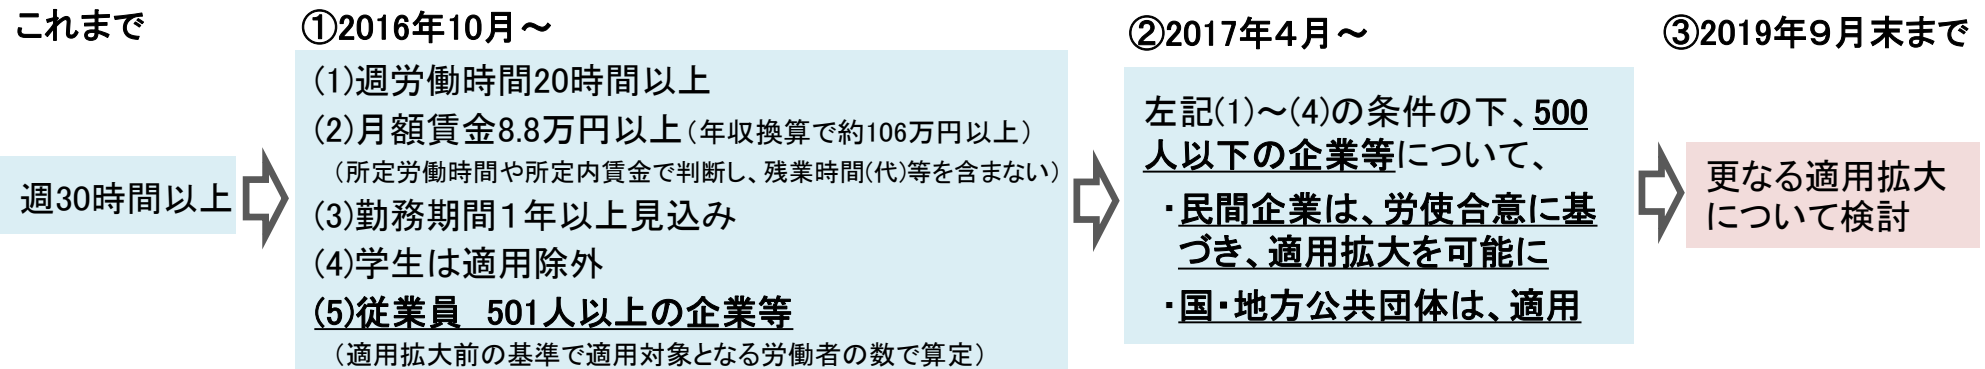 これまで
週30時間以上
①2016年10月～
(1)週労働時間20時間以上
(2)月額賃金8.8万円以上（年収換算で約106万円以上）
（所定労働時間や所定内賃金で判断し、残業時間(代)等を含まない）
(3)勤務期間１年以上見込み
(4)学生は適用除外
(5)従業員　501人以上の企業等
（適用拡大前の基準で適用対象となる労働者の数で算定）
②2017年４月～
左記(1)～(4)の条件の下、500
人以下の企業等について、
・民間企業は、労使合意に基
づき、適用拡大を可能に
・国・地方公共団体は、適用
③2019年９月末まで
更なる適用拡大
について検討